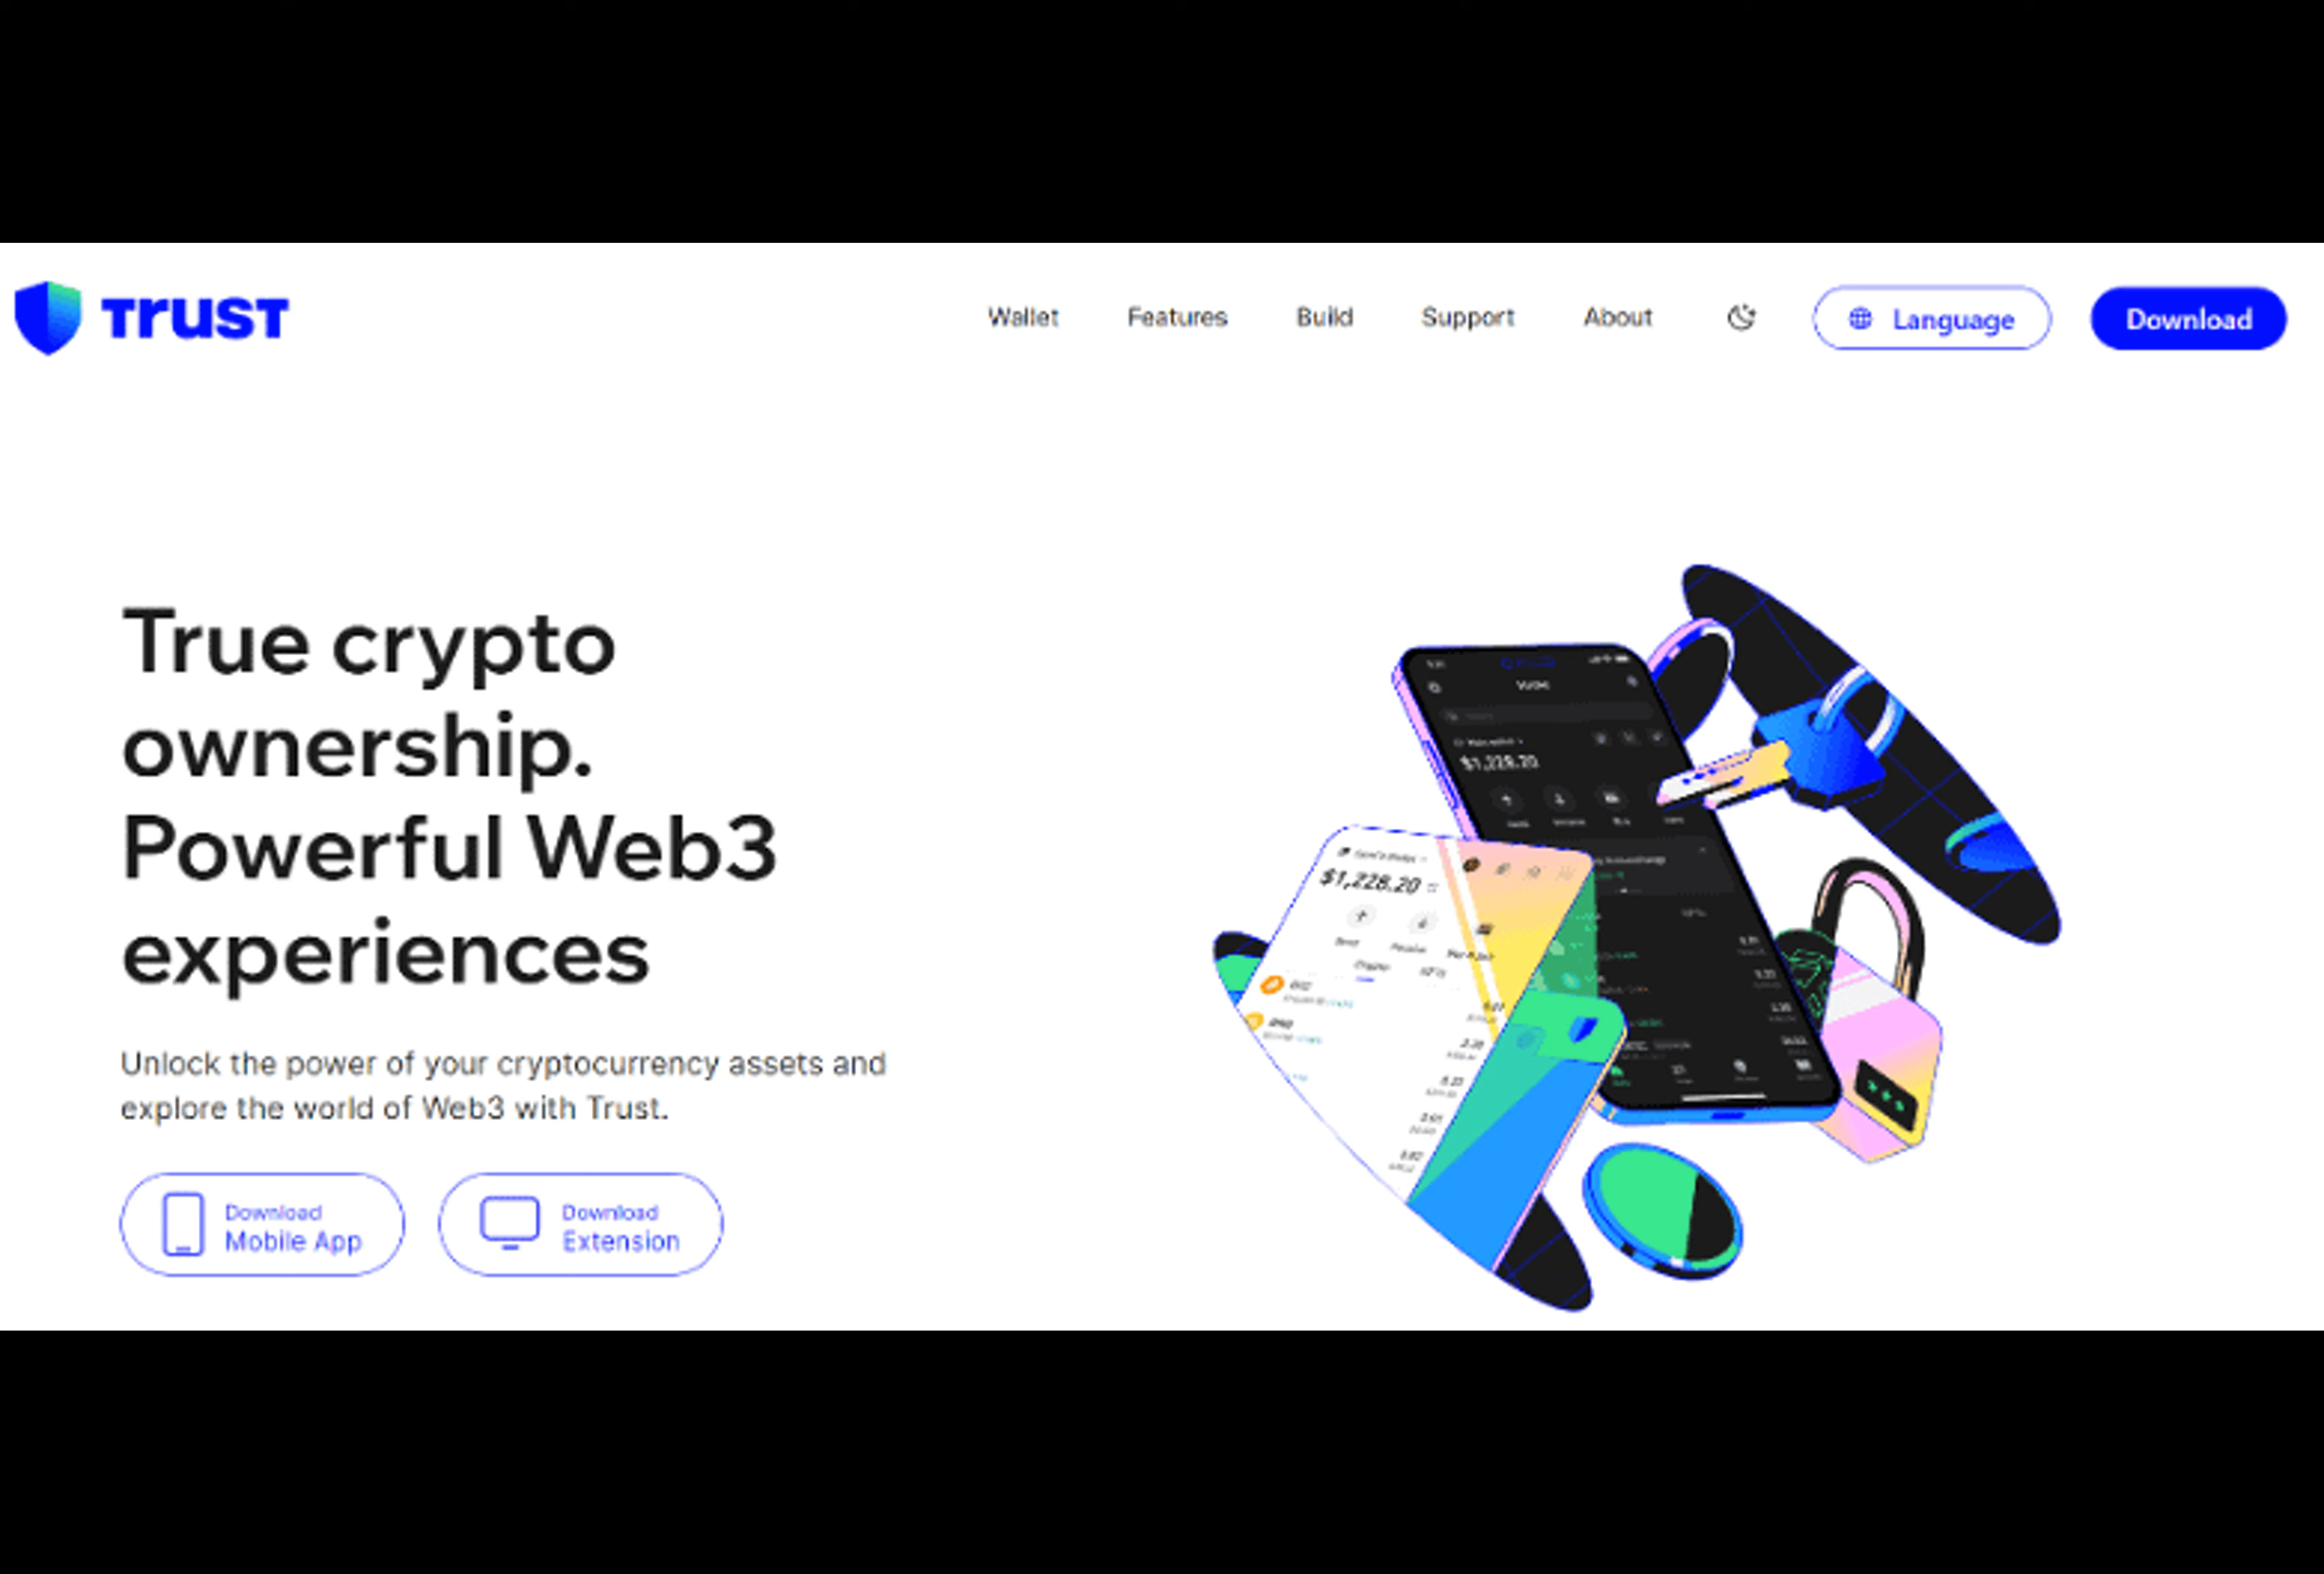 TRUST
Wallet Features Build Support About Language Download
True crypto
ownership.
Powerful Web3
experiences
Unlock the power of your cryptocurrency assets and
explore the world of Web3 with Trust.
Download
Mobile App
Download
Extension
$1,228.20
$1,228.20